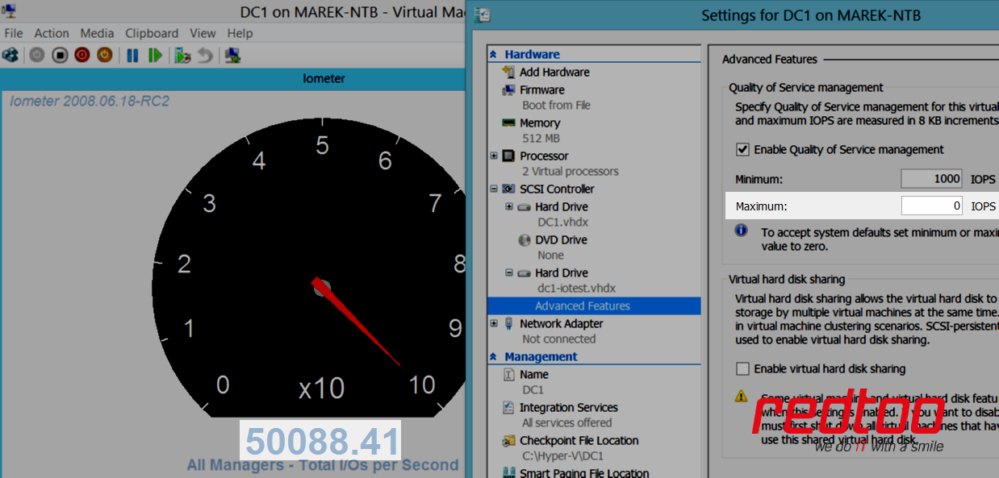 DC1 on MAREK-NTB - Virtual Ma
File Action Media Clipboard View Help
Iometer
Iometer 2008.06.18-RC2
0
1
2
3
4
5
6
7
8
9
10
x10
50088.41
All Managers - Total I/Os per Second
Settings for DC1 on MAREK-NTB
Hardware
Add Hardware
Firmware
Boot from File
Memory
512 MB
Processor
2 Virtual processors
SCSI Controller
Hard Drive
DC1.vhdx
DVD Drive
None
Hard Drive
dc1-iotest.vhdx
Advanced Features
Network Adapter
Not connected
Management
Name
DC1
Integration Services
All services offered
Checkpoint File Location
C:\Hyper-V\DC1
Smart Paging File Location
Advanced Features
Quality of Service management
Specify Quality of Service management for this virtual
and maximum IOPS are measured in 8 KB increments
Enable Quality of Service management
Minimum: 1000 IOPS
Maximum: 0 IOPS
To accept system defaults set minimum or maxi
value to zero.
Virtual hard disk sharing
Virtual hard disk sharing allows the virtual hard disk to
storage by multiple virtual machines at the same time.
in virtual machine clustering scenarios. SCSI-persistent
used to enable virtual hard disk sharing.
Enable virtual hard disk sharing
Some virtual machine and virtual hard disk featu
when this setting is enabled. If you want to disab
must first shut down all virtual machines that hav
use this shared virtual hard disk.
redtoo
we do IT with a smile